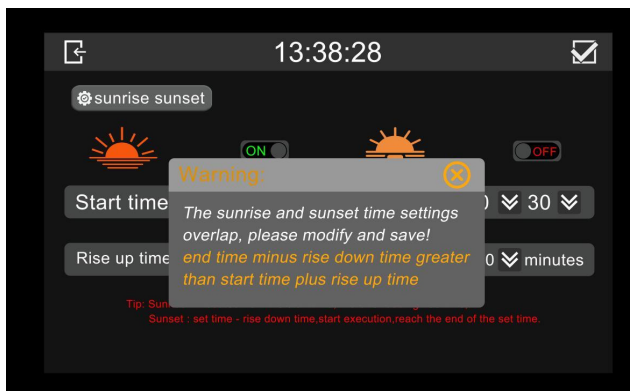 13:38:28
sunrise sunset
ON
OFF
Warning:
The sunrise and sunset time settings
overlap, please modify and save!
end time minus rise down time greater
than start time plus rise up time
Start time
30
Rise up time
minutes
Tip: Sun
Sunset : set time - rise down time,start execution,reach the end of the set time.